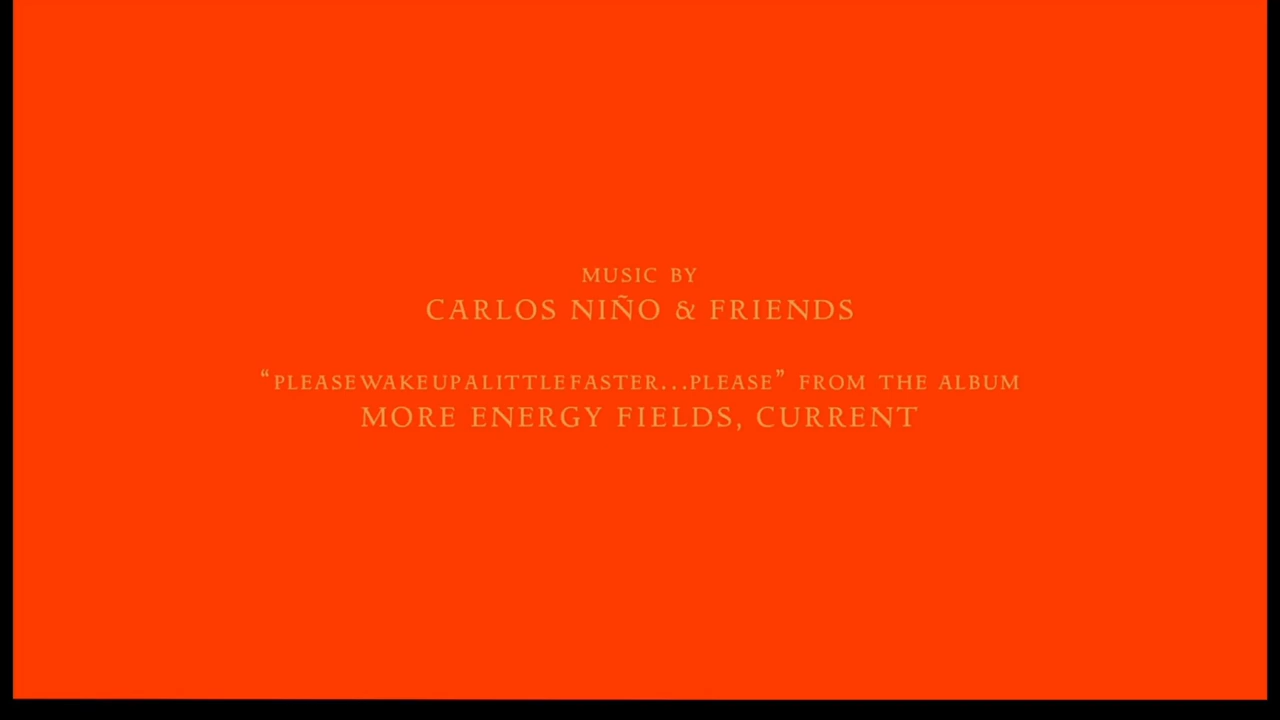 MUSIC BY
CARLOS NIÑO & FRIENDS
“PLEASEWAKEUPALITTLEFASTER...PLEASE” FROM THE ALBUM
MORE ENERGY FIELDS, CURRENT